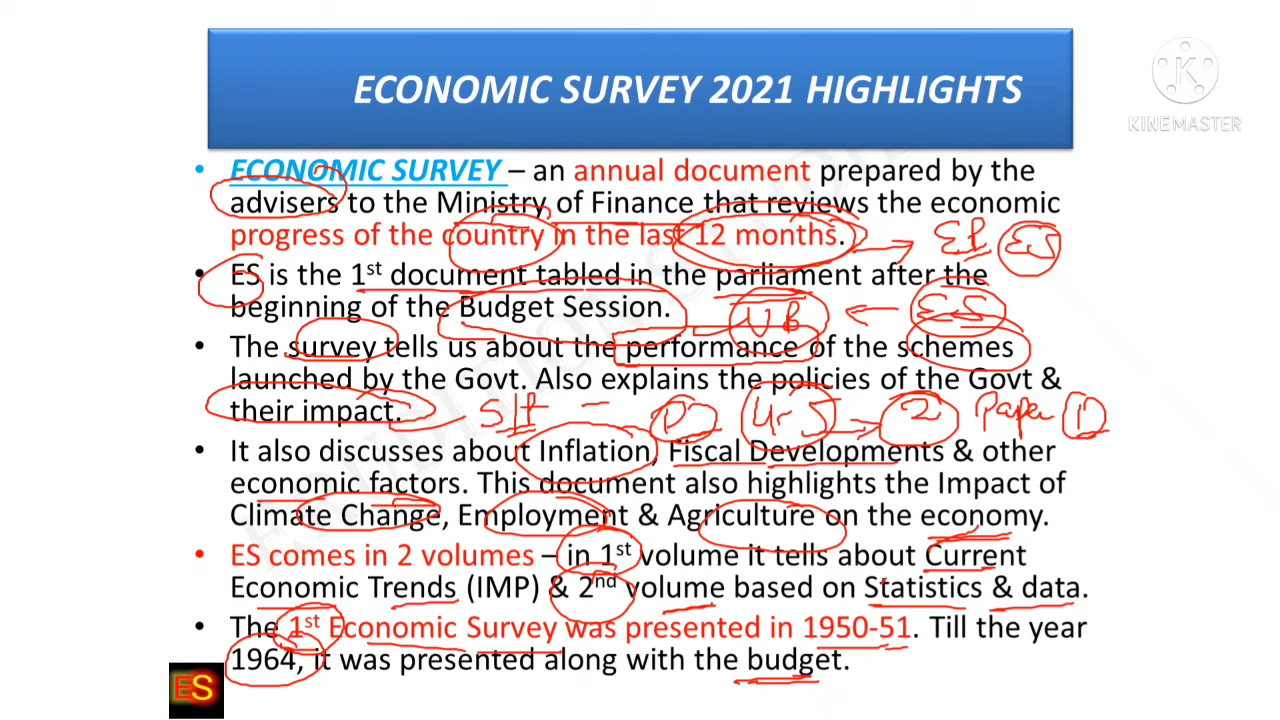 ECONOMIC SURVEY 2021 HIGHLIGHTS
KINEMASTER
• ECONOMIC SURVEY – an annual document prepared by the
advisers to the Ministry of Finance that reviews the economic
progress of the country in the last 12 months.
ES
• ES is the 1st document tabled in the parliament after the
beginning of the Budget Session.
UB ← ES
• The survey tells us about the performance of the schemes
launched by the Govt. Also explains the policies of the Govt &
their impact.
2 Paper 1
• It also discusses about Inflation, Fiscal Developments & other
economic factors. This document also highlights the Impact of
Climate Change, Employment & Agriculture on the economy.
• ES comes in 2 volumes – in 1st volume it tells about Current
Economic Trends (IMP) & 2nd volume based on Statistics & data.
• The 1st Economic Survey was presented in 1950-51. Till the year
1964, it was presented along with the budget.
ES